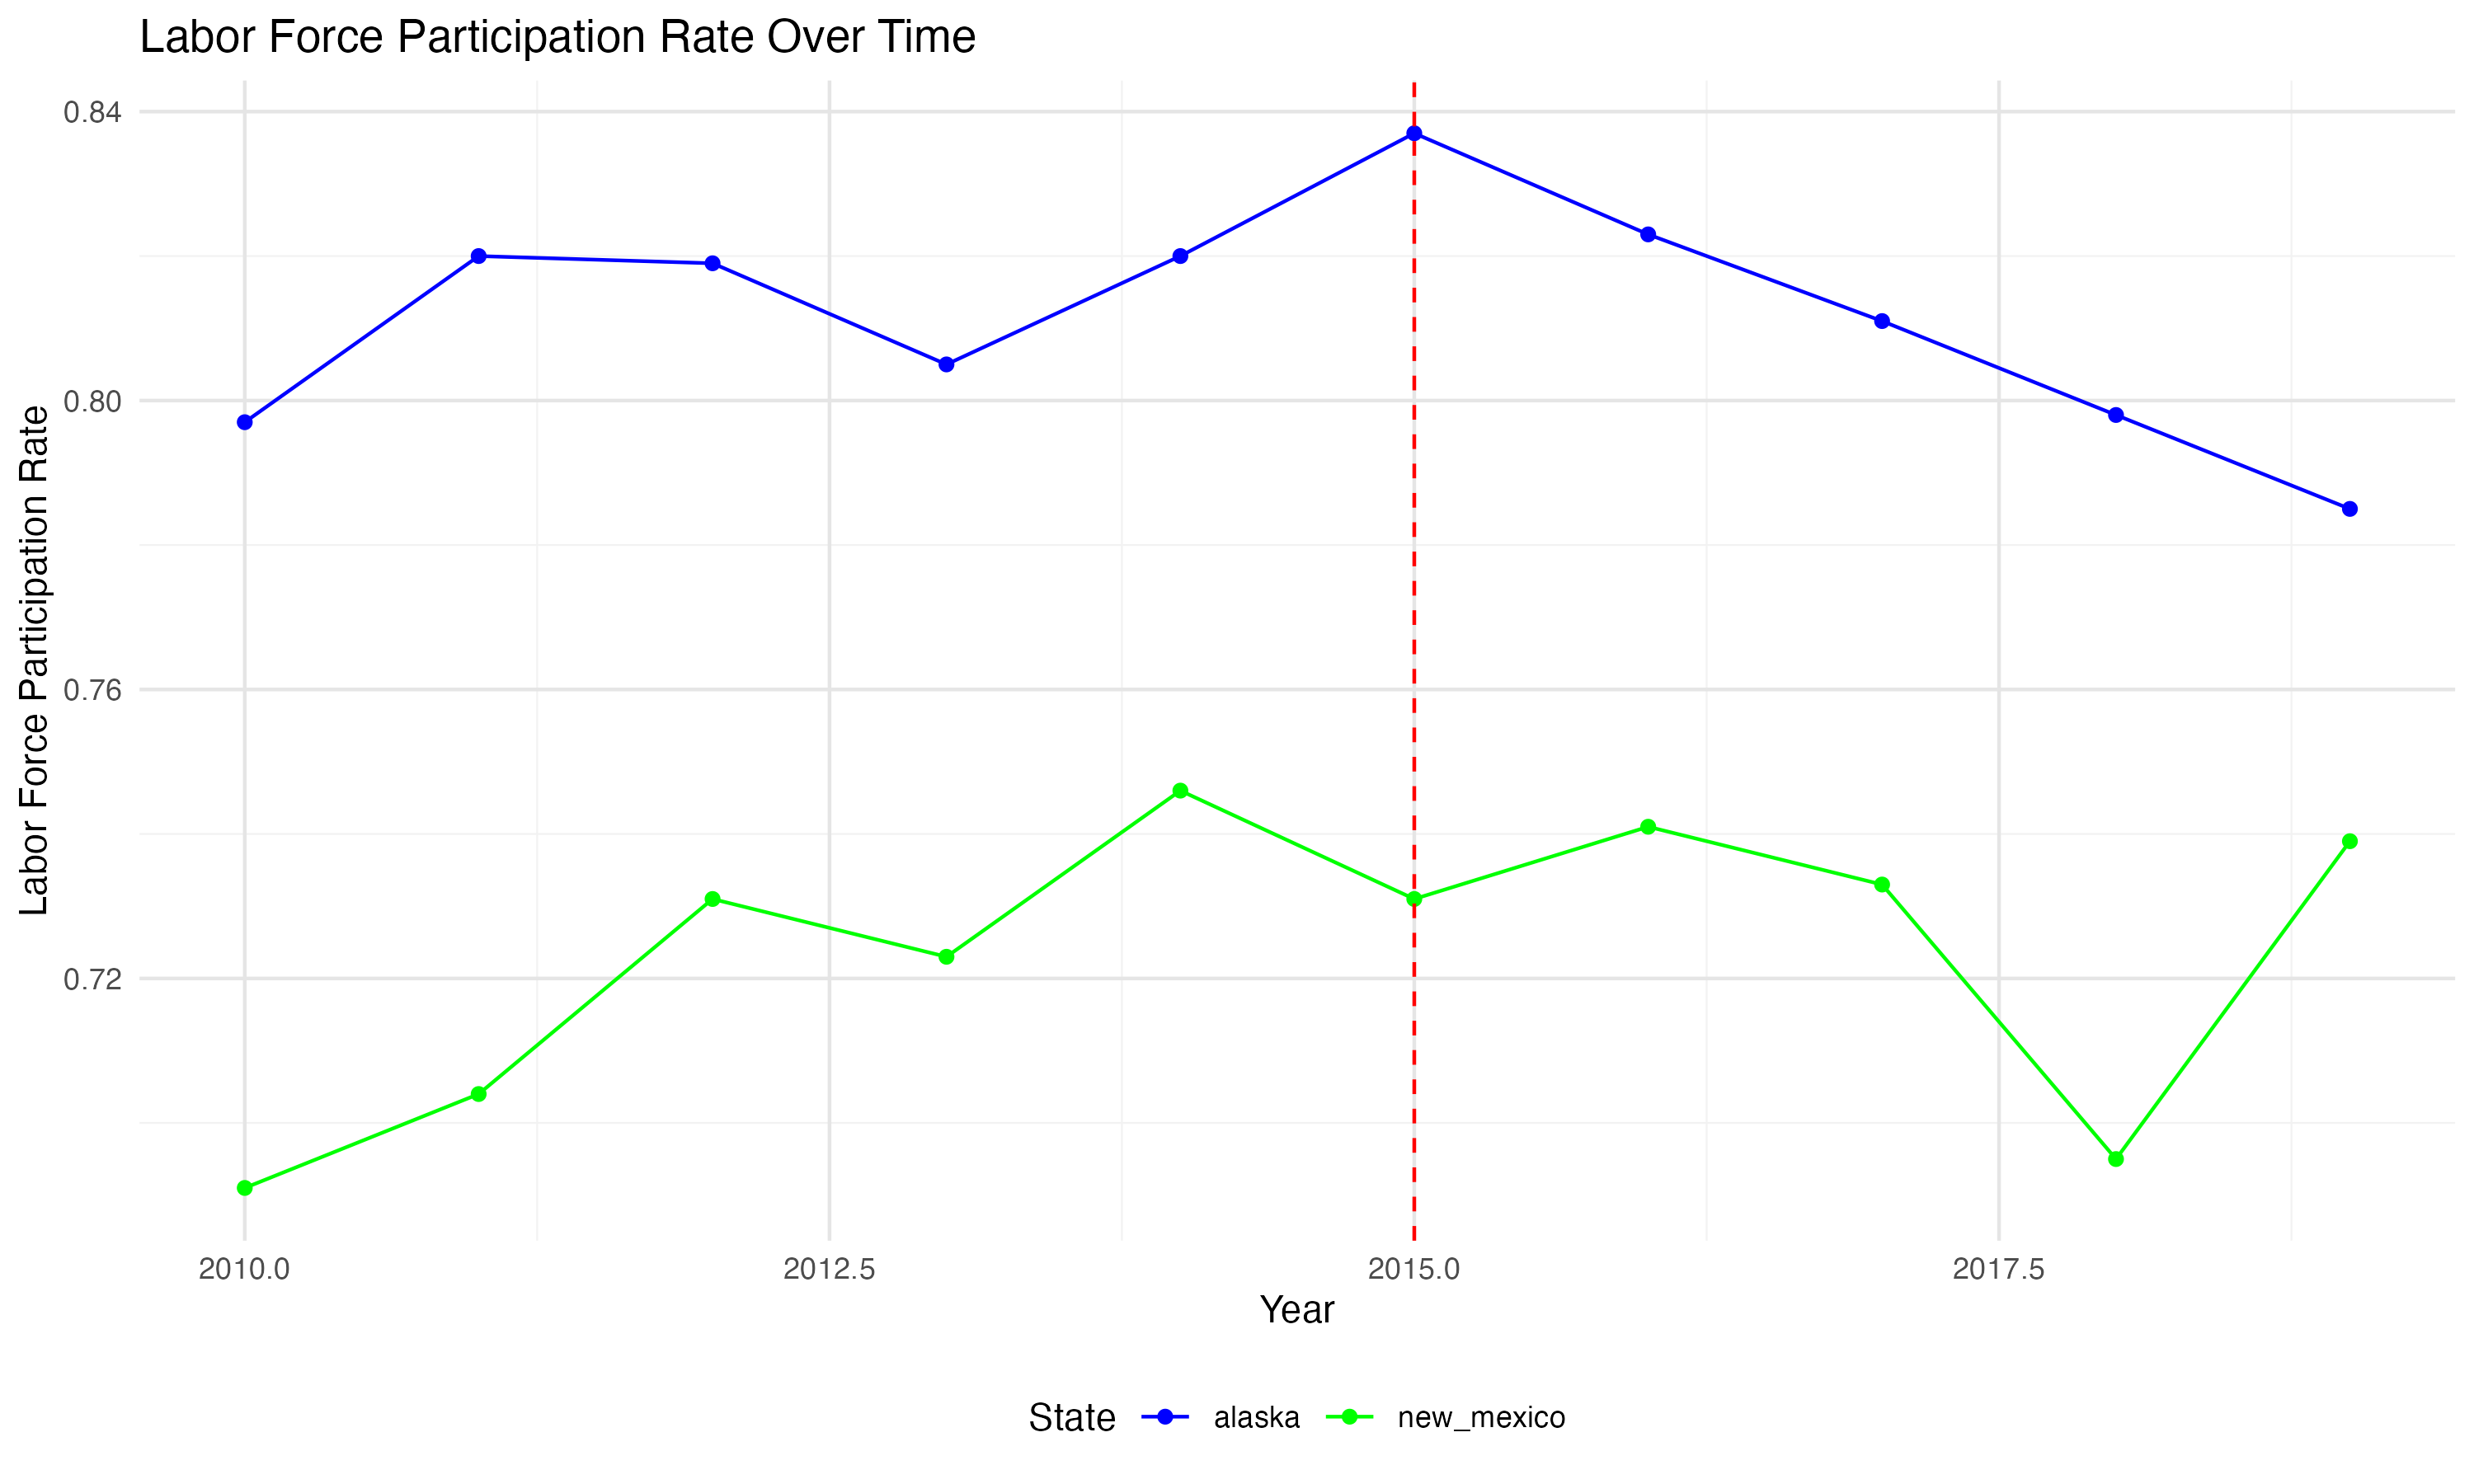 Labor Force Participation Rate Over Time
Labor Force Participation Rate
0.84
0.80
0.76
0.72
2010.0 2012.5 2015.0 2017.5
Year
State alaska new_mexico